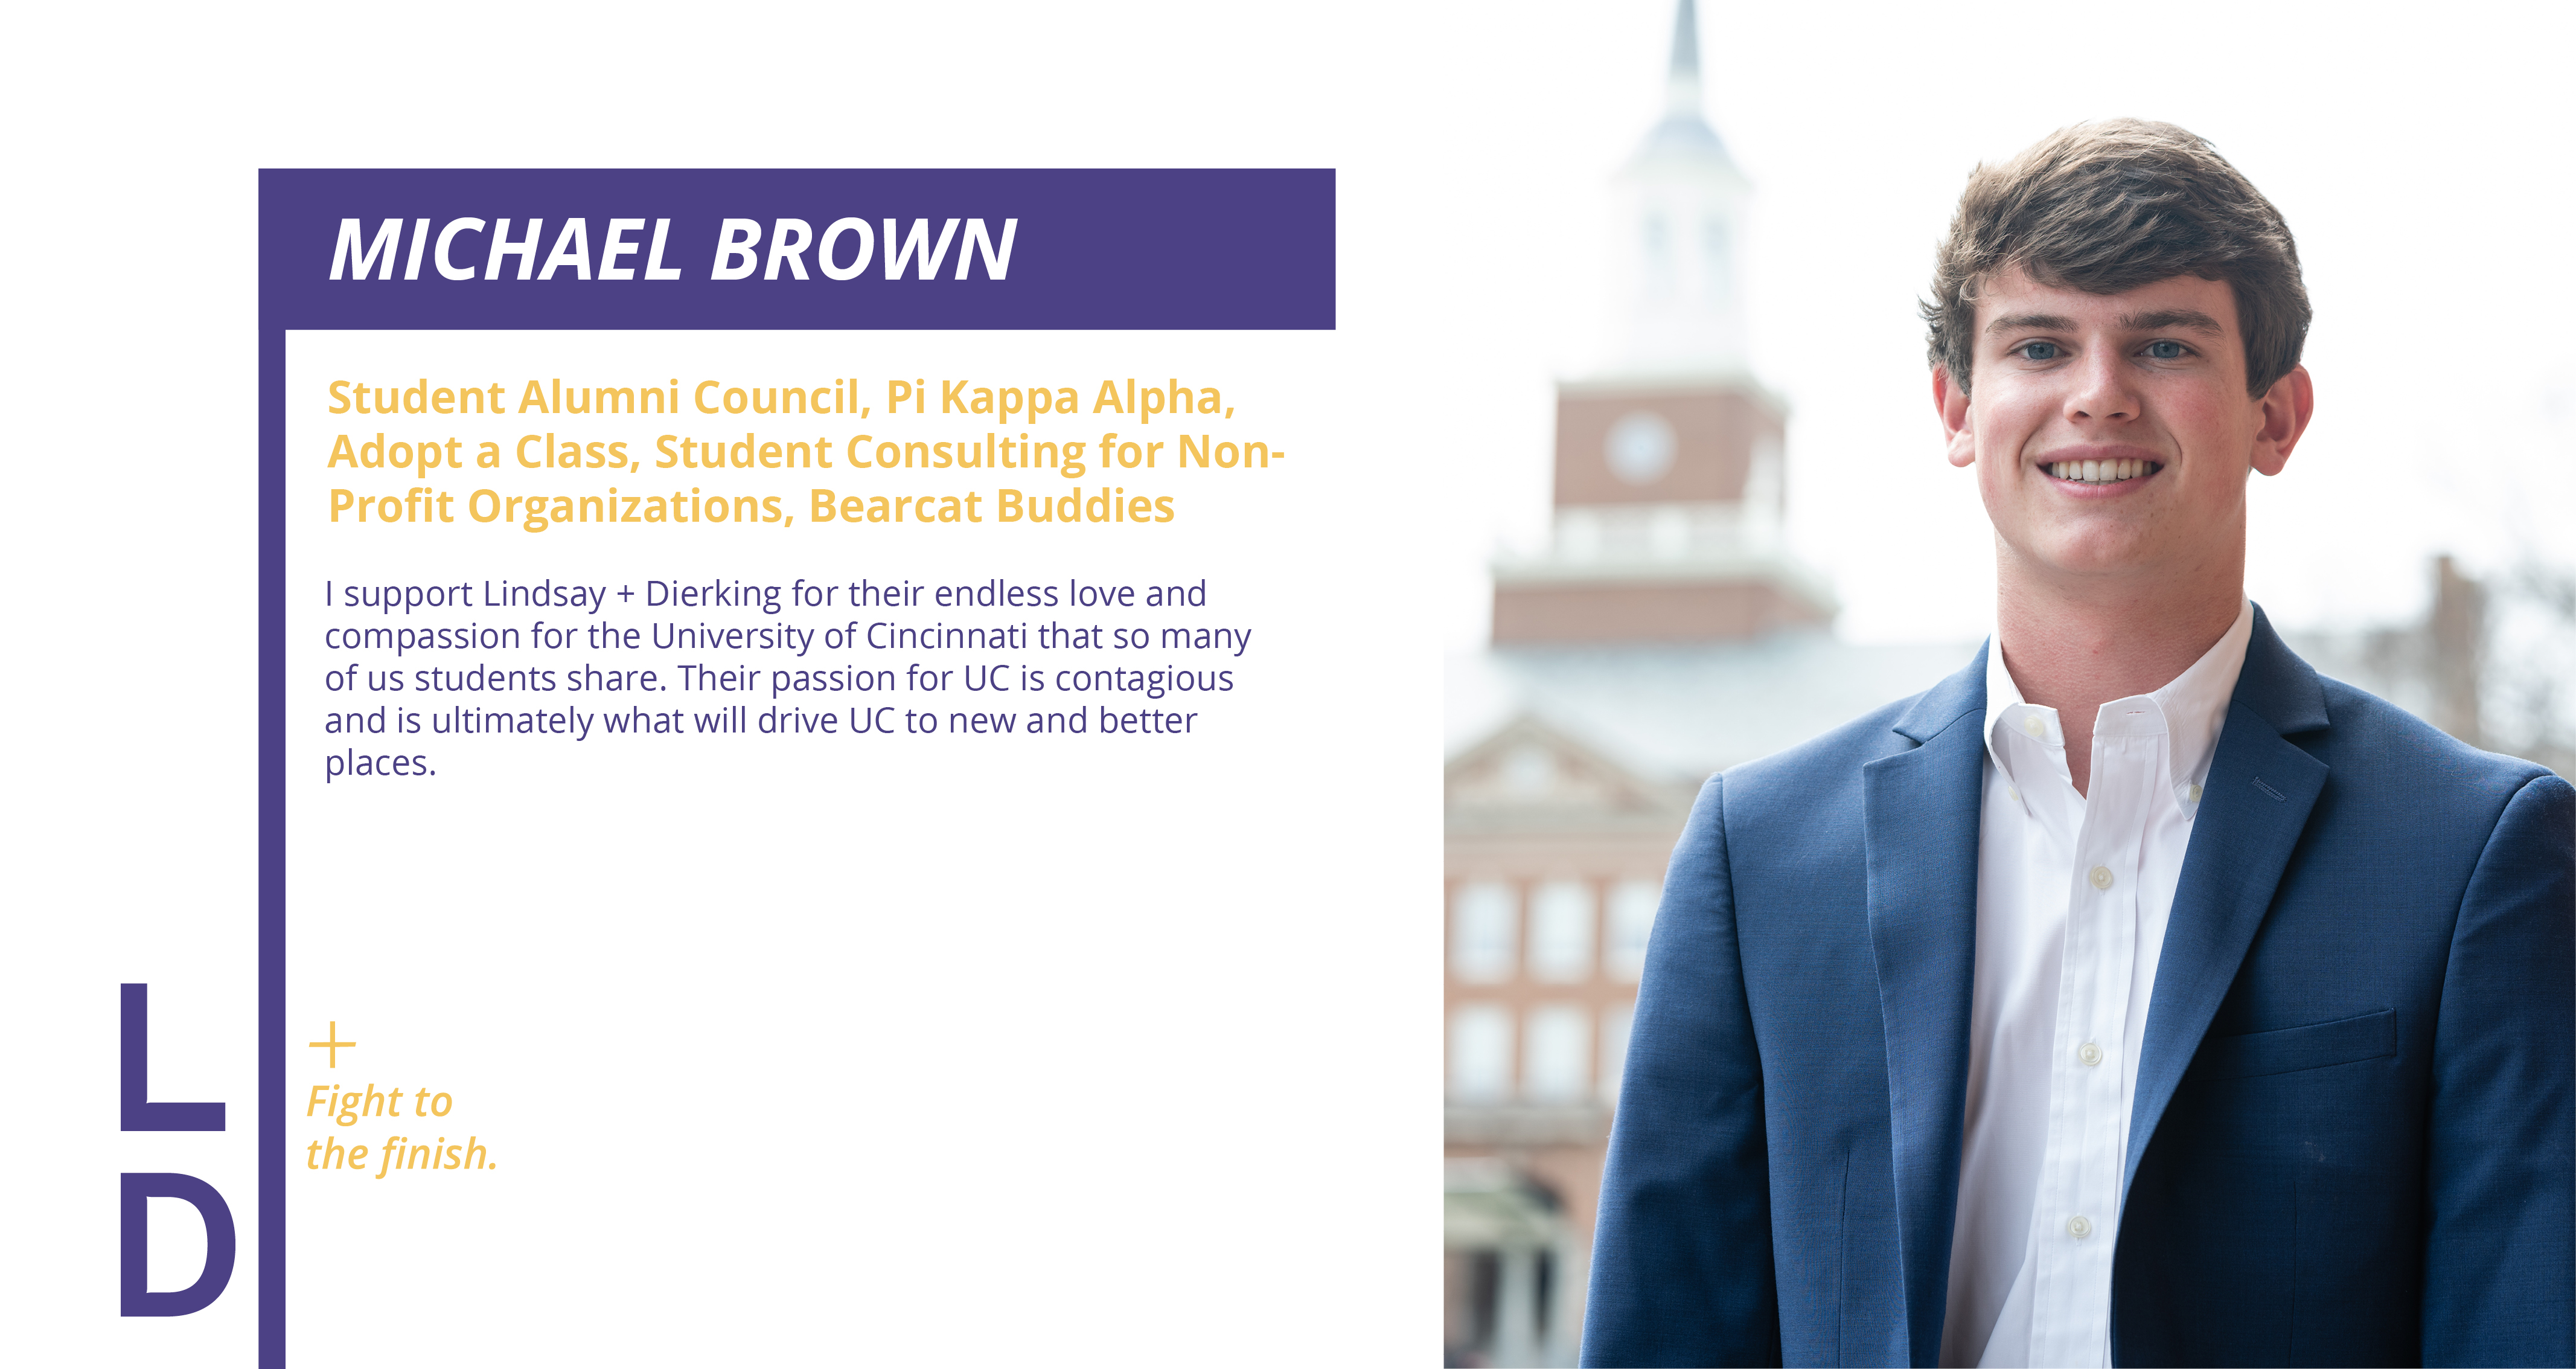 MICHAEL BROWN
Student Alumni Council, Pi Kappa Alpha,
Adopt a Class, Student Consulting for Non-
Profit Organizations, Bearcat Buddies
I support Lindsay + Dierking for their endless love and
compassion for the University of Cincinnati that so many
of us students share. Their passion for UC is contagious
and is ultimately what will drive UC to new and better
places.
L
+
Fight to
the finish.
D